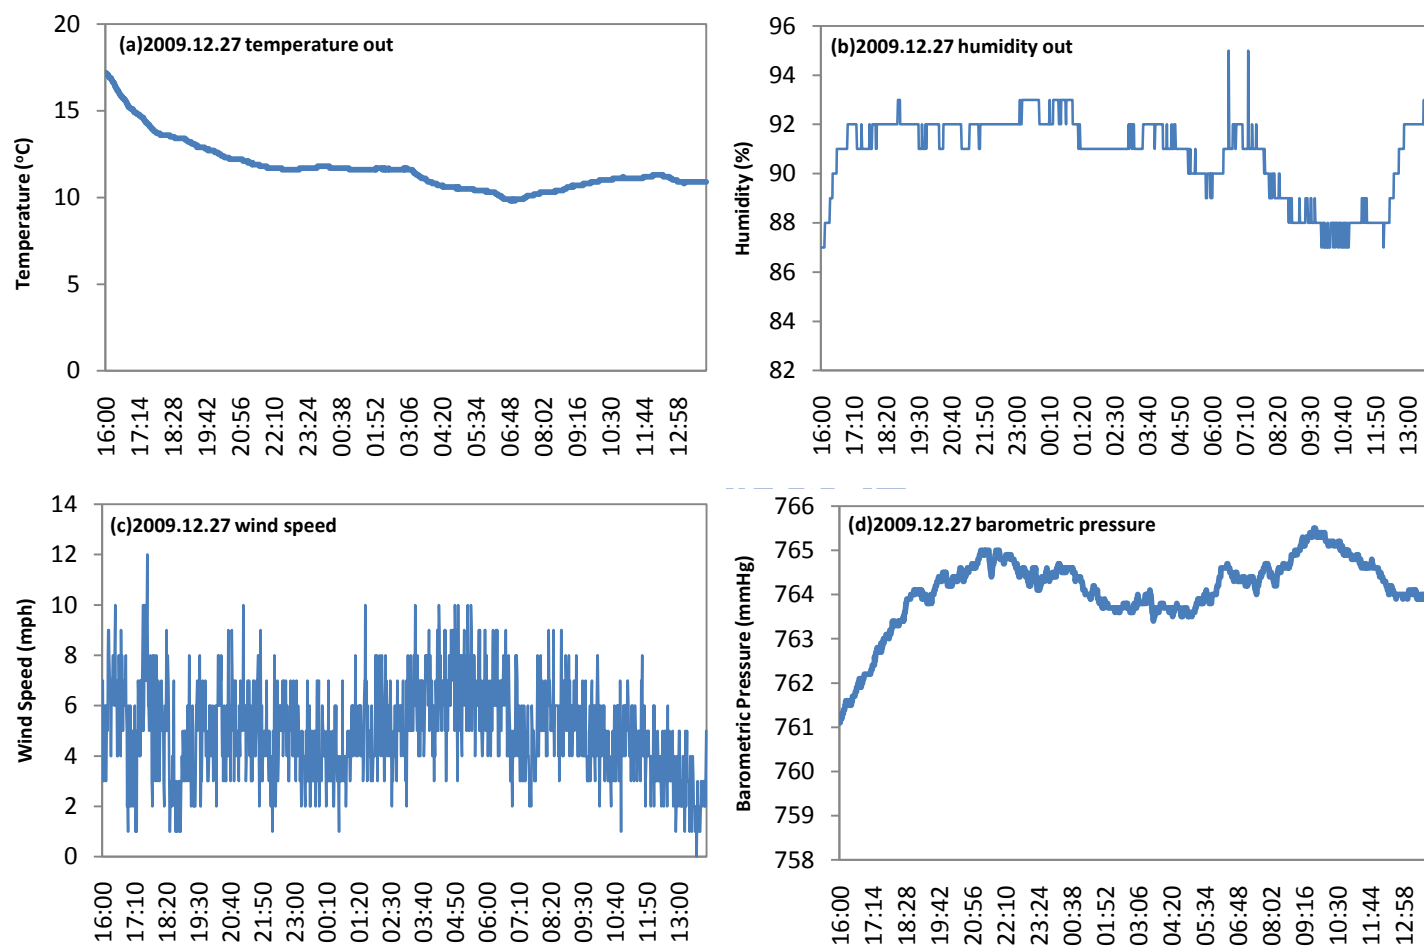 (a)2009.12.27 temperature out
Temperature (°C)
20
15
10
5
0
16:00 17:14 18:28 19:42 20:56 22:10 23:24 00:38 01:52 03:06 04:20 05:34 06:48 08:02 09:16 10:30 11:44 12:58
(b)2009.12.27 humidity out
Humidity (%)
96
94
92
90
88
86
84
82
16:00 17:10 18:20 19:30 20:40 21:50 23:00 00:10 01:20 02:30 03:40 04:50 06:00 07:10 08:20 09:30 10:40 11:50 13:00
(c)2009.12.27 wind speed
Wind Speed (mph)
14
12
10
8
6
4
2
0
16:00 17:10 18:20 19:30 20:40 21:50 23:00 00:10 01:20 02:30 03:40 04:50 06:00 07:10 08:20 09:30 10:40 11:50 13:00
(d)2009.12.27 barometric pressure
Barometric Pressure (mmHg)
766
765
764
763
762
761
760
759
758
16:00 17:14 18:28 19:42 20:56 22:10 23:24 00:38 01:52 03:06 04:20 05:34 06:48 08:02 09:16 10:30 11:44 12:58